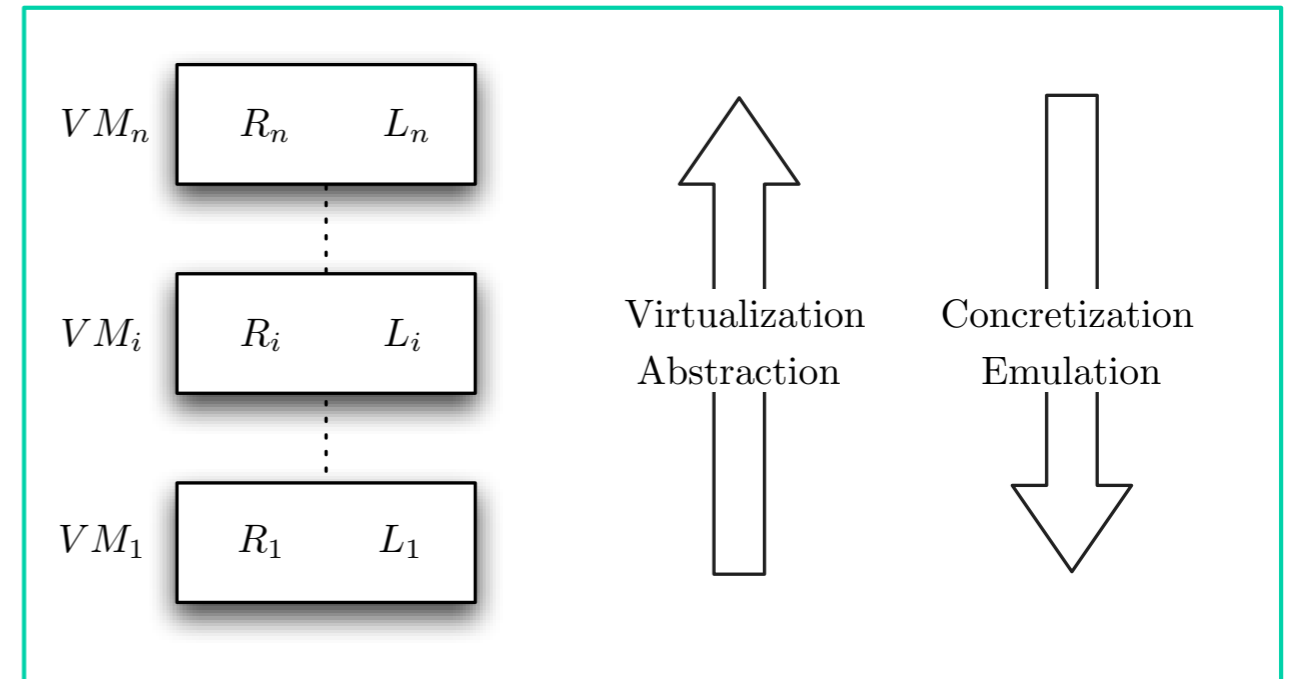 VMₙ Rₙ Lₙ
VMᵢ Rᵢ Lᵢ
VM₁ R₁ L₁
Virtualization
Abstraction
Concretization
Emulation